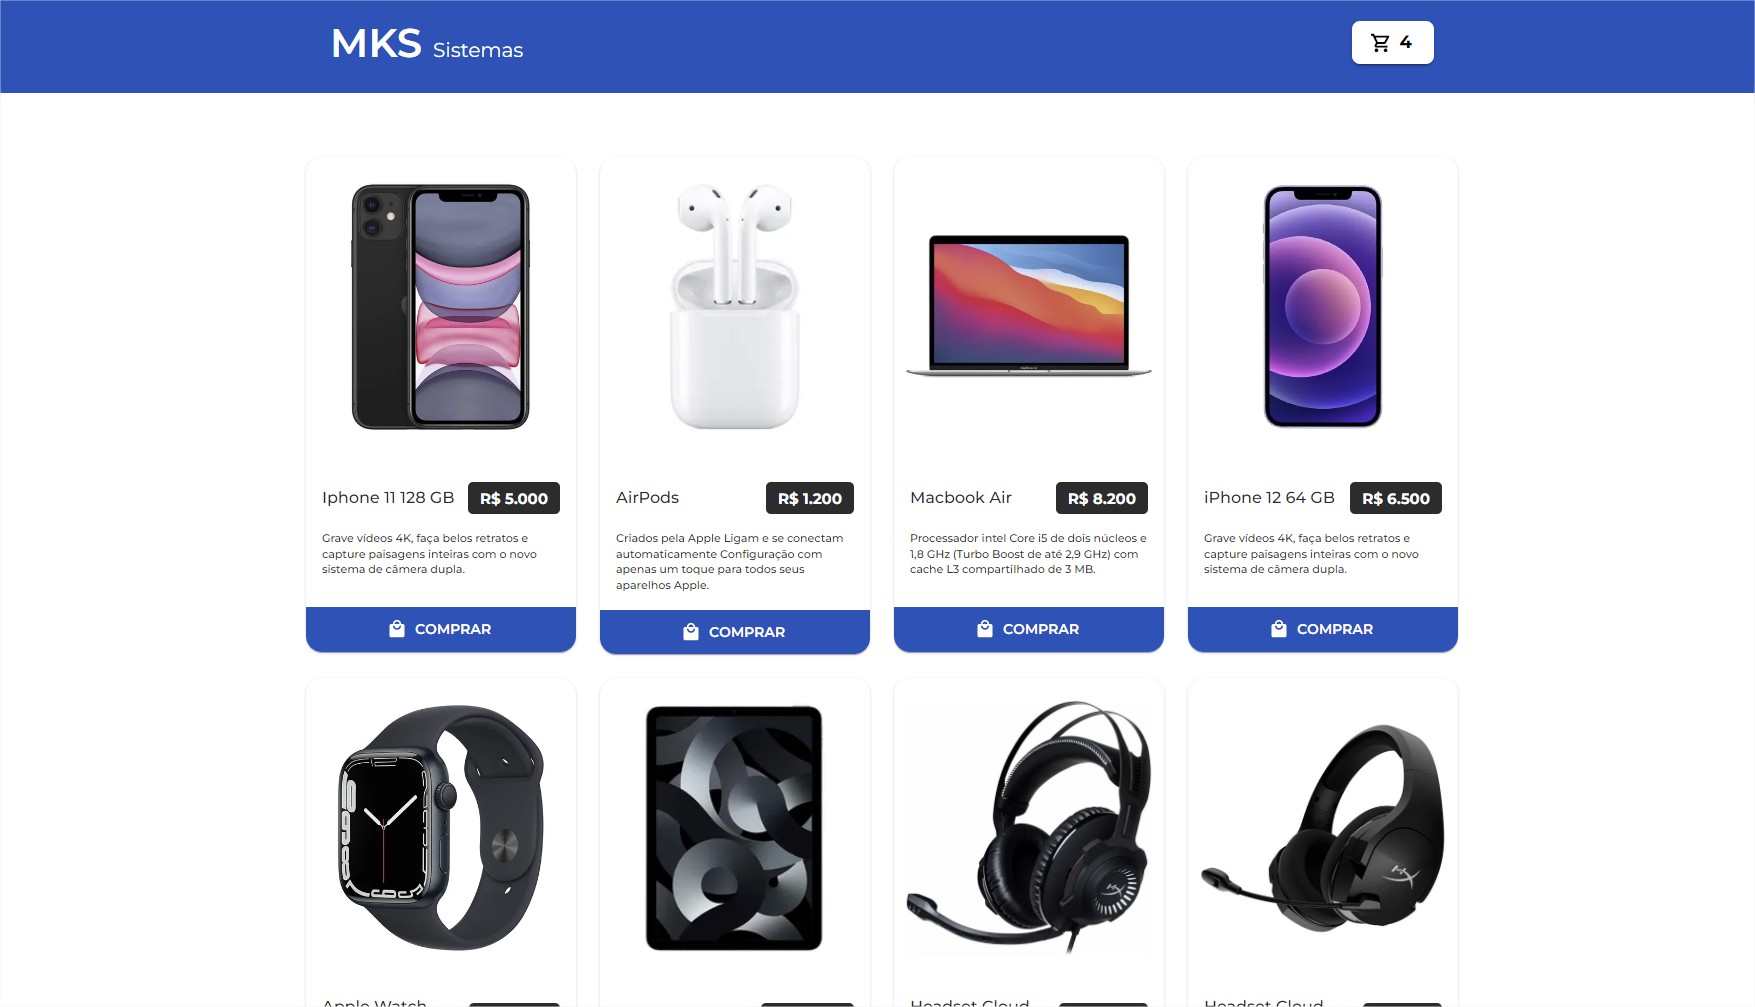 MKS Sistemas
4
Iphone 11 128 GB
R$ 5.000
Grave vídeos 4K, faça belos retratos e
capture paisagens inteiras com o novo
sistema de câmera dupla.
COMPRAR
AirPods
R$ 1.200
Criados pela Apple Ligam e se conectam
automaticamente Configuração com
apenas um toque para todos seus
aparelhos Apple.
COMPRAR
Macbook Air
R$ 8.200
Processador intel Core i5 de dois núcleos e
1,8 GHz (Turbo Boost de até 2,9 GHz) com
cache L3 compartilhado de 3 MB.
COMPRAR
iPhone 12 64 GB
R$ 6.500
Grave vídeos 4K, faça belos retratos e
capture paisagens inteiras com o novo
sistema de câmera dupla.
COMPRAR
Apple Watch
Headset Cloud
Headset Cloud